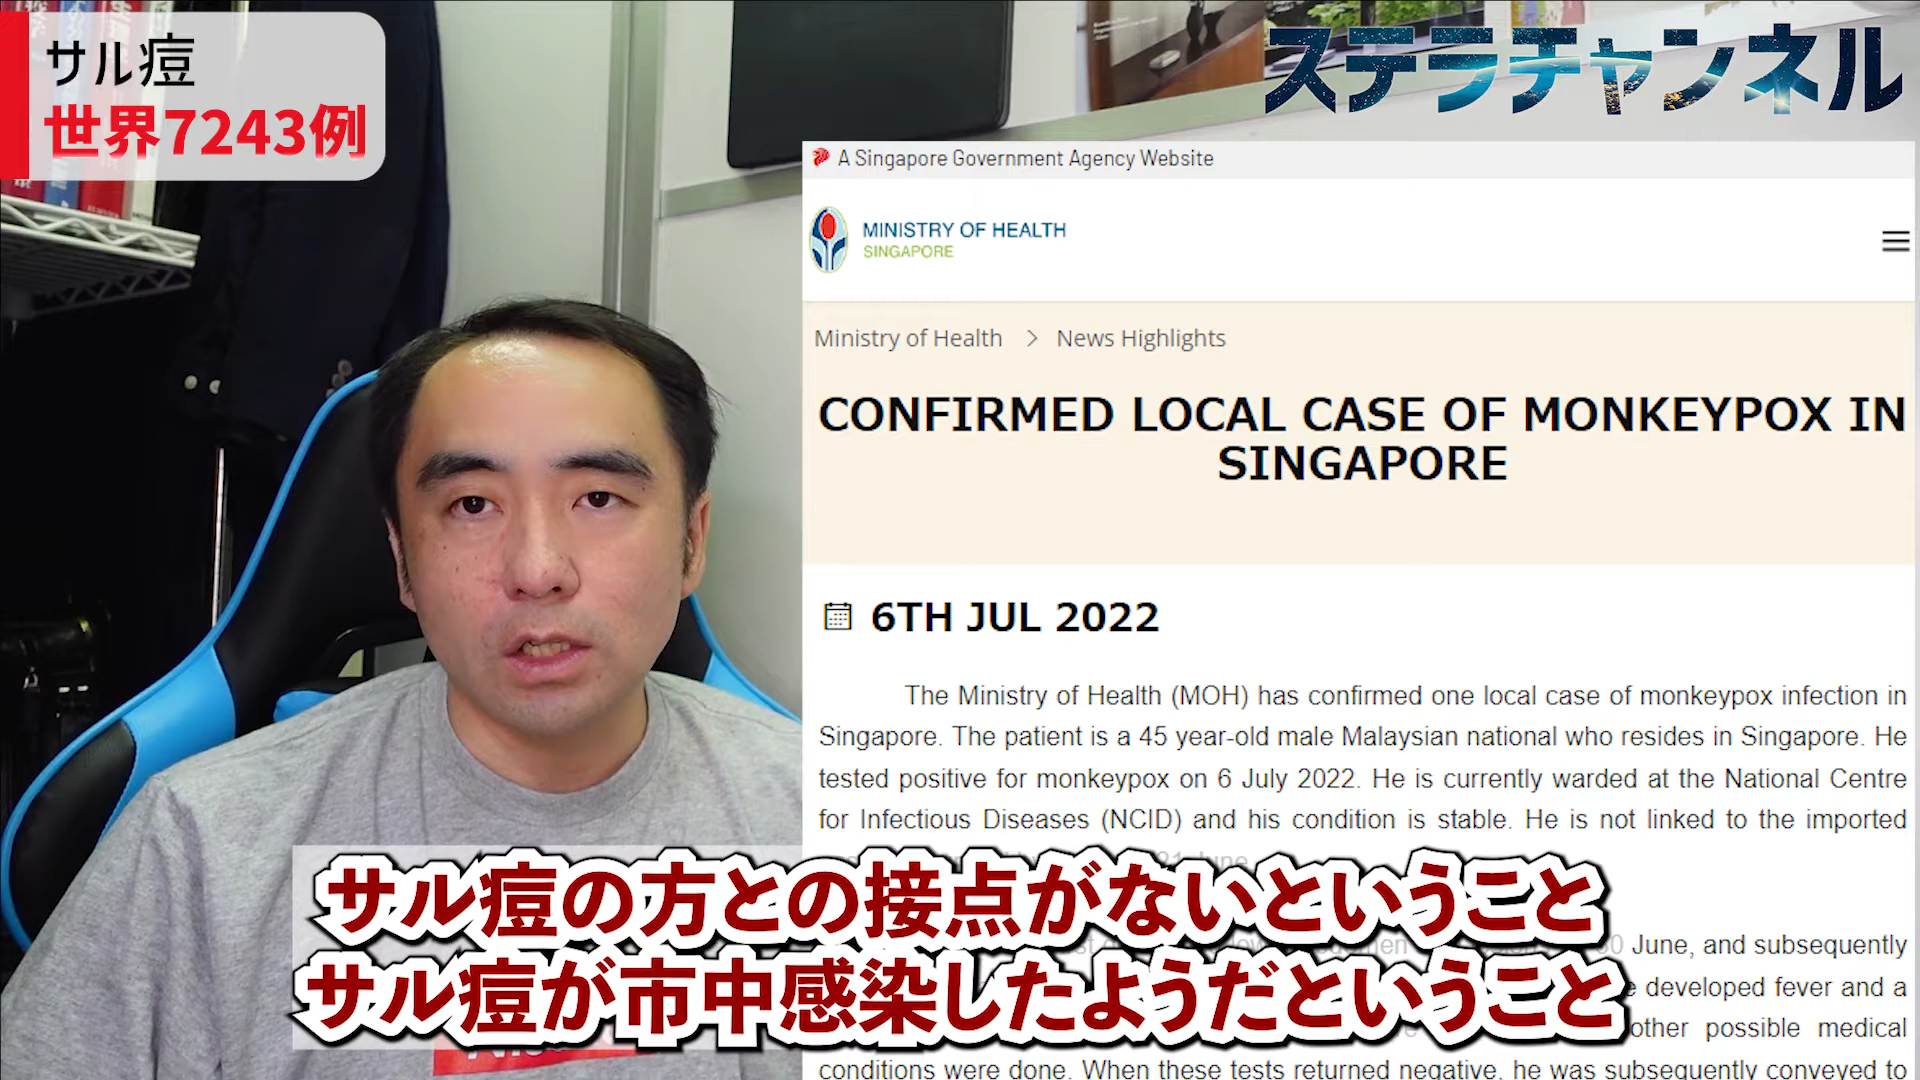 サル痘
世界7243例
ステラチャンネル
A Singapore Government Agency Website
MINISTRY OF HEALTH
SINGAPORE
Ministry of Health > News Highlights
CONFIRMED LOCAL CASE OF MONKEYPOX IN
SINGAPORE
6TH JUL 2022
The Ministry of Health (MOH) has confirmed one local case of monkeypox infection in
Singapore. The patient is a 45 year-old male Malaysian national who resides in Singapore. He
tested positive for monkeypox on 6 July 2022. He is currently warded at the National Centre
for Infectious Diseases (NCID) and his condition is stable. He is not linked to the imported
21 June.
サル痘の方との接点がないということ
June, and subsequently
サル痘が市中感染したようだということ
developed fever and a
other possible medical
conditions were done. When these tests returned negative, he was subsequently conveyed to